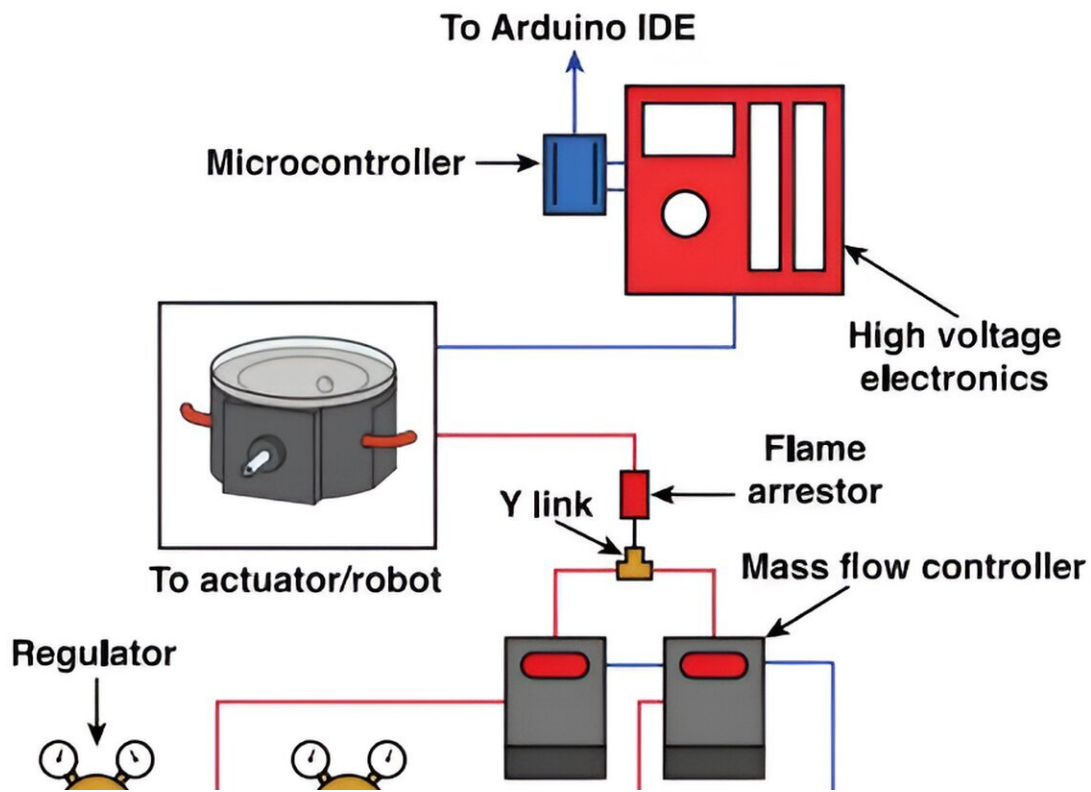 To Arduino IDE
Microcontroller
High voltage
electronics
Flame
arrestor
Y link
Mass flow controller
To actuator/robot
Regulator